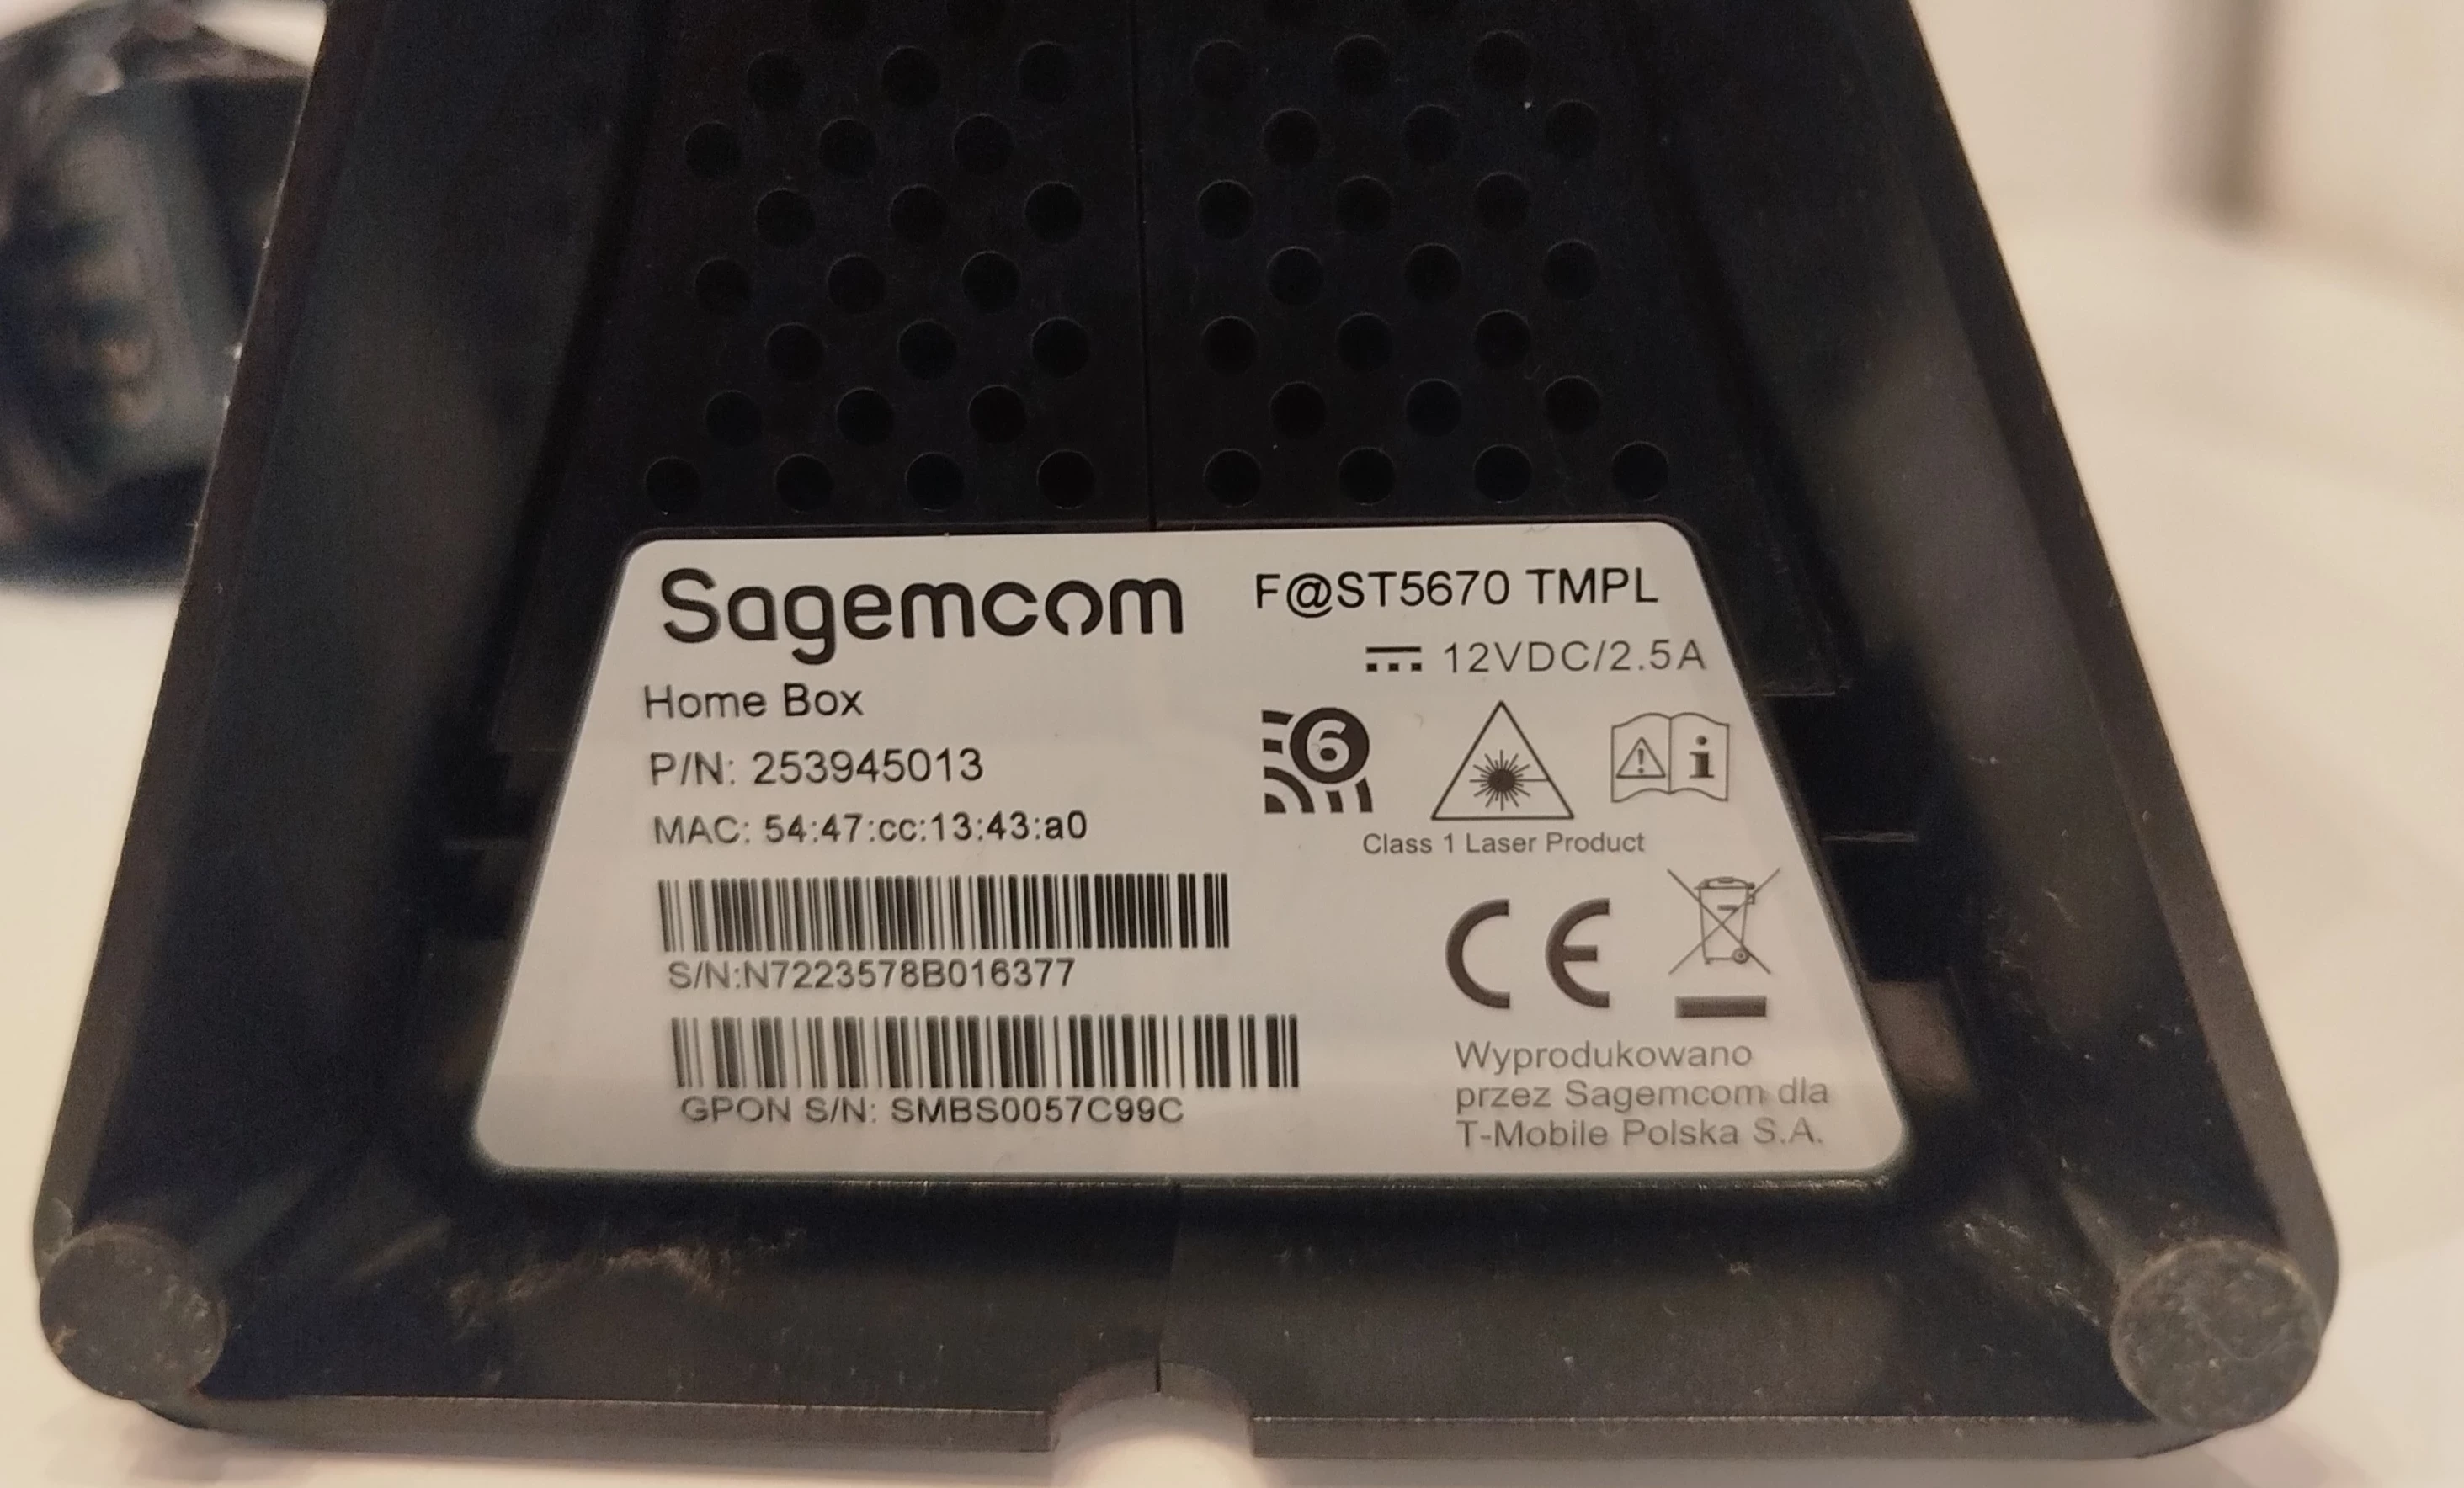 Sagemcom
F@ST5670 TMPL
12VDC/2.5A
Home Box
P/N: 253945013
MAC: 54:47:cc:13:43:a0
6
Class 1 Laser Product
S/N:N7223578B016377
CE
GPON S/N: SMBS0057C99C
Wyprodukowano
przez Sagemcom dla
T-Mobile Polska S.A.